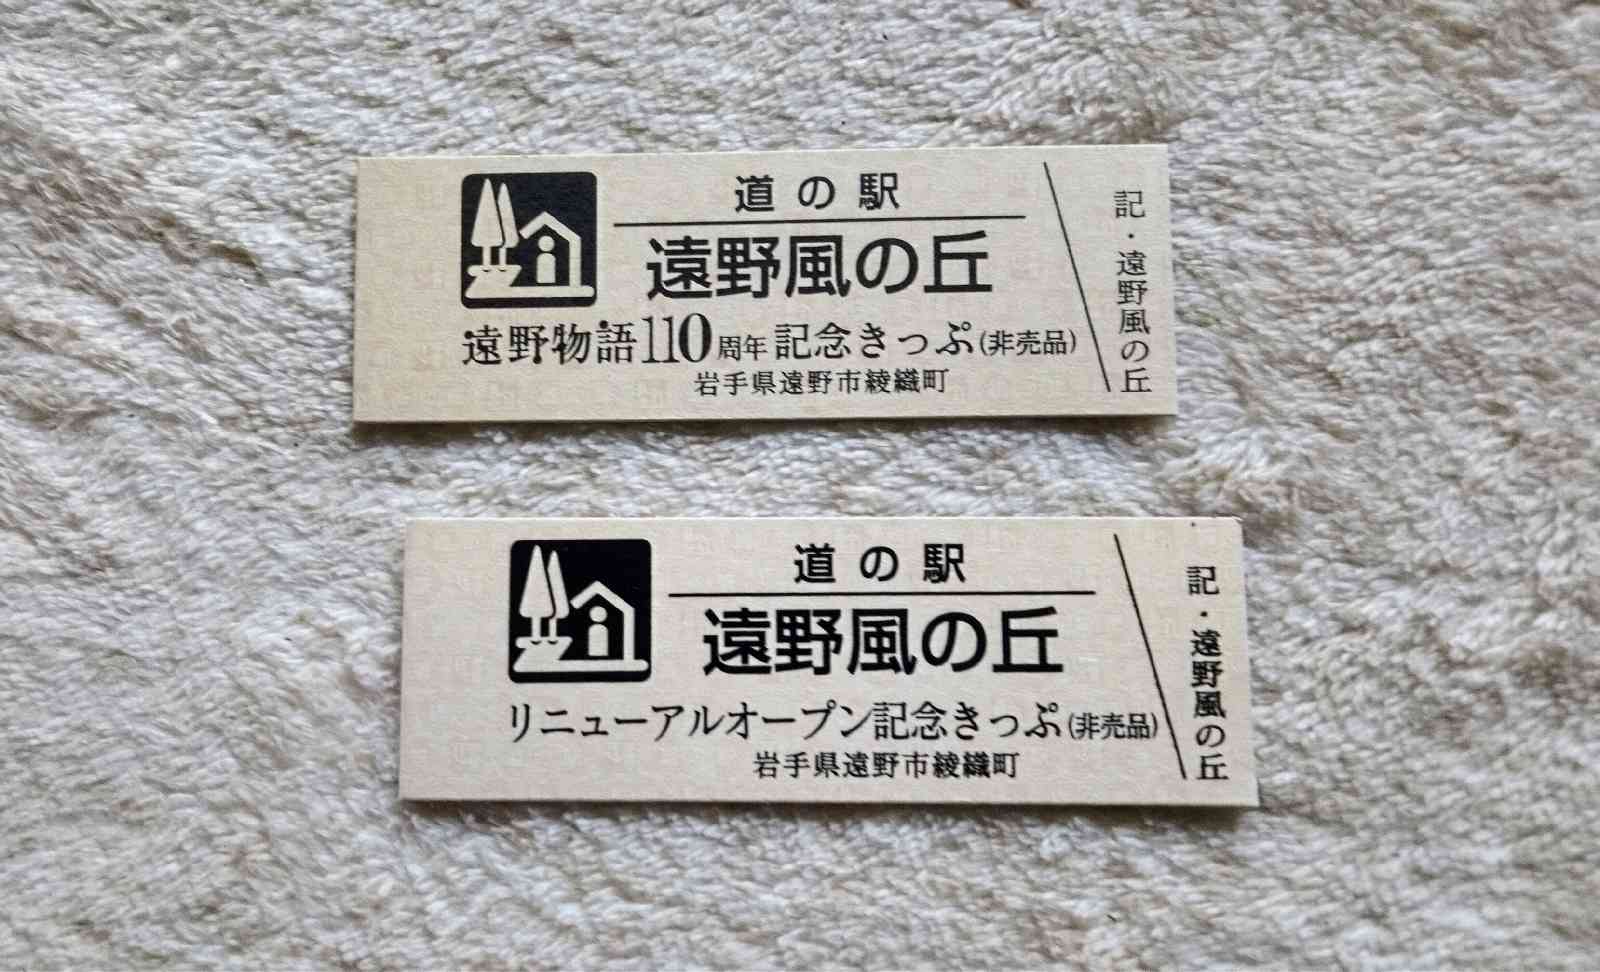 道の駅
遠野風の丘
遠野物語110周年記念きっぷ(非売品)
岩手県遠野市綾織町
記・遠野風の丘
道の駅
遠野風の丘
リニューアルオープン記念きっぷ(非売品)
岩手県遠野市綾織町
記・遠野風の丘